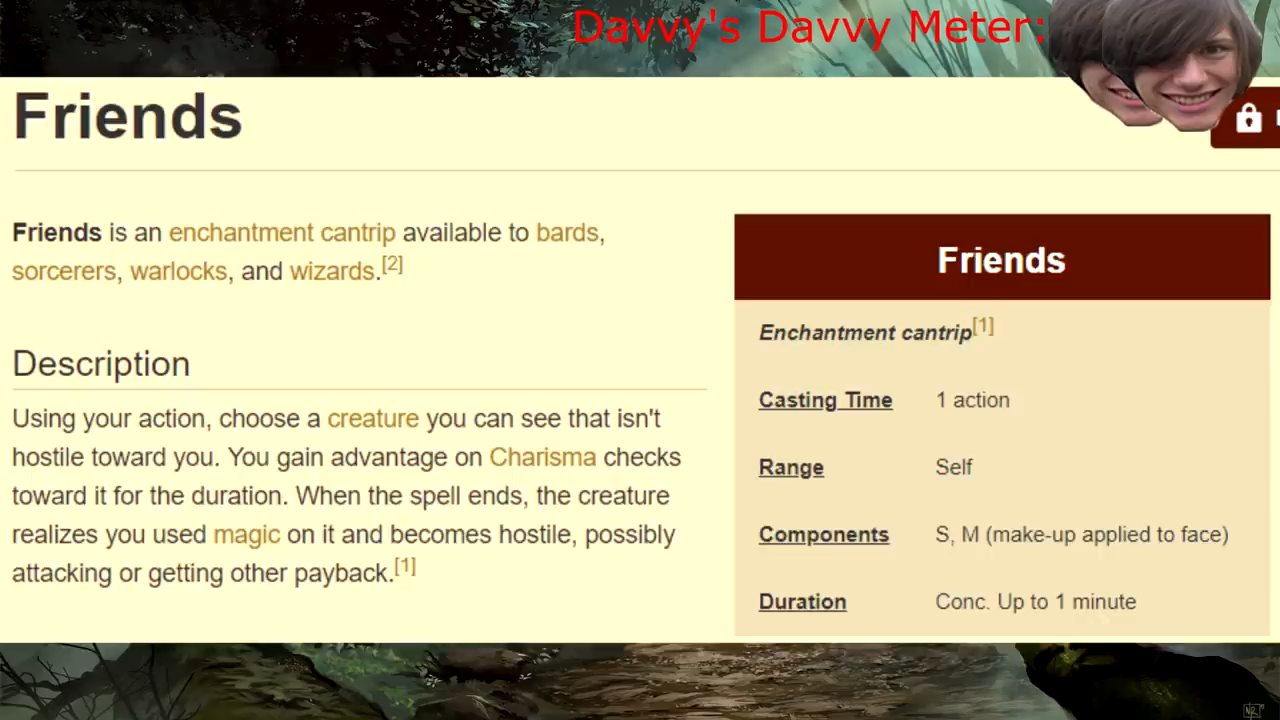 Davvy's Davvy Meter:
Friends
Friends is an enchantment cantrip available to bards,
sorcerers, warlocks, and wizards.[2]
Description
Using your action, choose a creature you can see that isn't
hostile toward you. You gain advantage on Charisma checks
toward it for the duration. When the spell ends, the creature
realizes you used magic on it and becomes hostile, possibly
attacking or getting other payback.[1]
Friends
Enchantment cantrip[1]
Casting Time 1 action
Range Self
Components S, M (make-up applied to face)
Duration Conc. Up to 1 minute